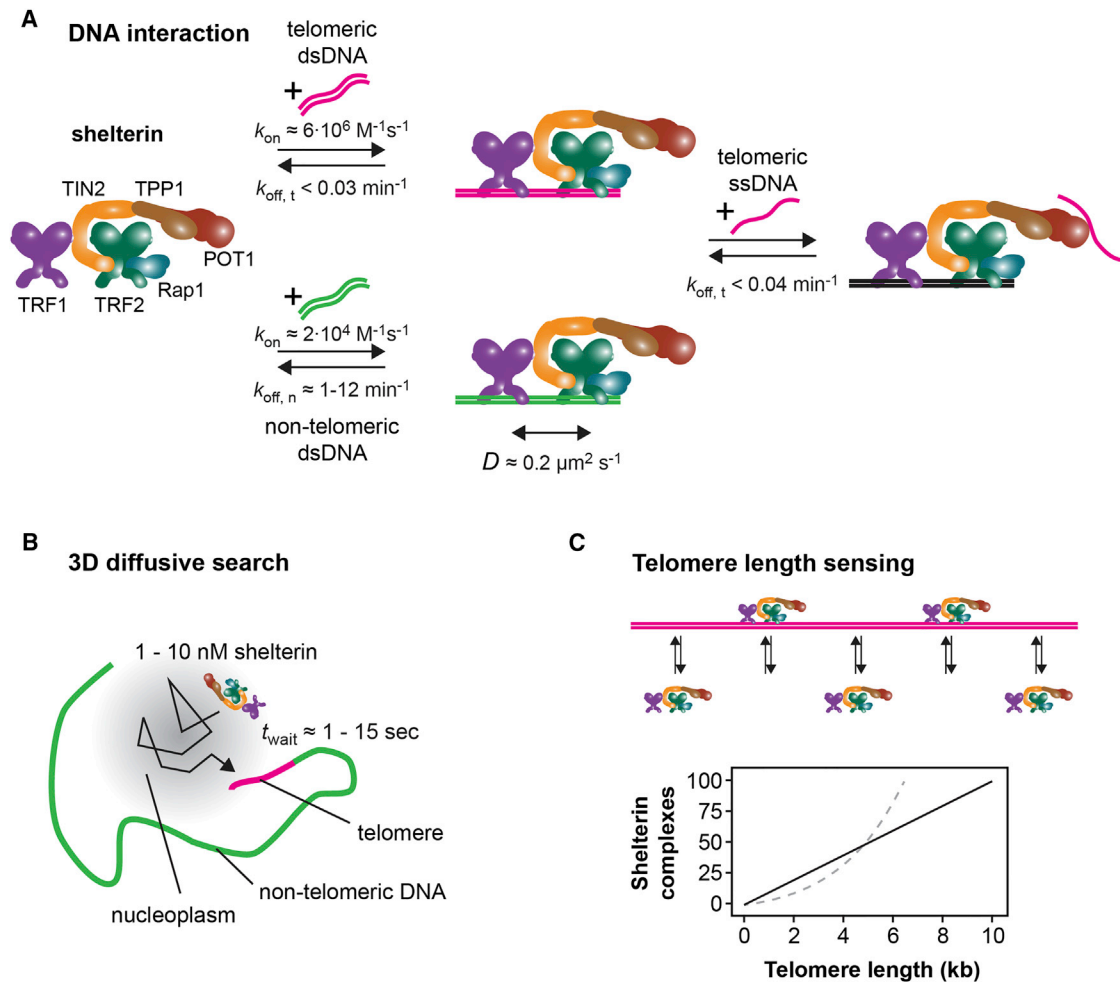 A
DNA interaction
telomeric
dsDNA
+
kon ≈ 6·10⁶ M⁻¹s⁻¹
koff, t < 0.03 min⁻¹
shelterin
TIN2
TPP1
POT1
Rap1
TRF1
TRF2
+
kon ≈ 2·10⁴ M⁻¹s⁻¹
koff, n ≈ 1-12 min⁻¹
non-telomeric
dsDNA
D ≈ 0.2 µm² s⁻¹
telomeric
ssDNA
+
koff, t < 0.04 min⁻¹
B
3D diffusive search
1 - 10 nM shelterin
twait ≈ 1 - 15 sec
telomere
non-telomeric DNA
nucleoplasm
C
Telomere length sensing
Shelterin
complexes
100
75
50
25
0
0 2 4 6 8 10
Telomere length (kb)